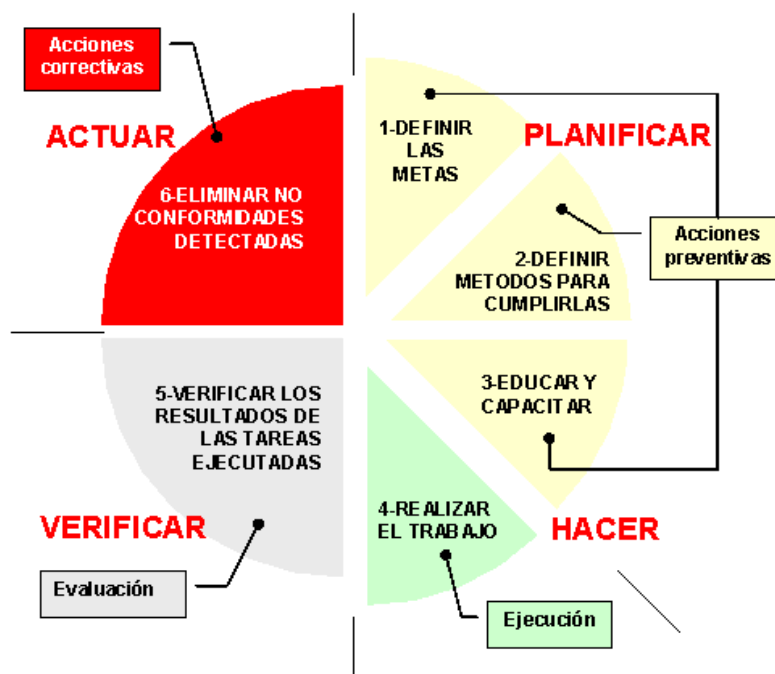 Acciones
correctivas
ACTUAR
6-ELIMINAR NO
CONFORMIDADES
DETECTADAS
1-DEFINIR
LAS
METAS
PLANIFICAR
Acciones
preventivas
2-DEFINIR
METODOS PARA
CUMPLIRLAS
3-EDUCAR Y
CAPACITAR
HACER
4-REALIZAR
EL TRABAJO
Ejecución
5-VERIFICAR LOS
RESULTADOS DE
LAS TAREAS
EJECUTADAS
VERIFICAR
Evaluación